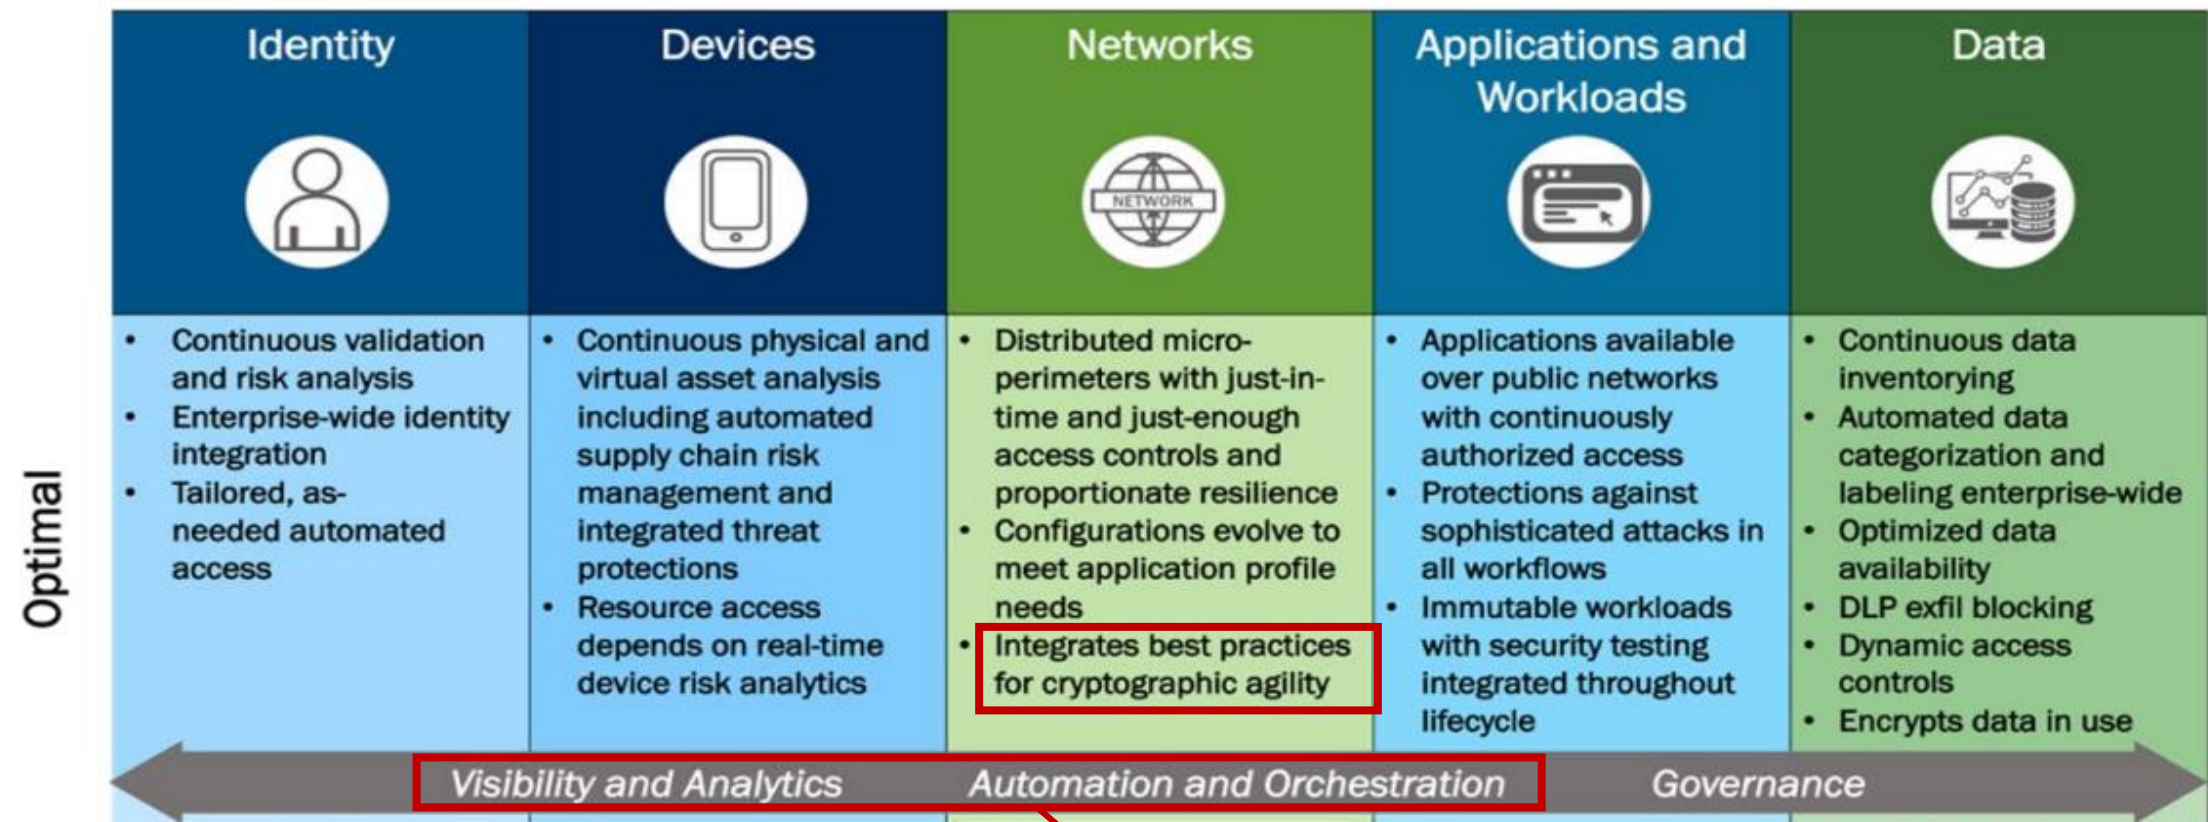 Identity
Devices
Networks
Applications and
Workloads
Data
NETWORK
Optimal
• Continuous validation
and risk analysis
• Enterprise-wide identity
integration
• Tailored, as-
needed automated
access
• Continuous physical and
virtual asset analysis
including automated
supply chain risk
management and
integrated threat
protections
• Resource access
depends on real-time
device risk analytics
• Distributed micro-
perimeters with just-in-
time and just-enough
access controls and
proportionate resilience
• Configurations evolve to
meet application profile
needs
• Integrates best practices
for cryptographic agility
• Applications available
over public networks
with continuously
authorized access
• Protections against
sophisticated attacks in
all workflows
• Immutable workloads
with security testing
integrated throughout
lifecycle
• Continuous data
inventorying
• Automated data
categorization and
labeling enterprise-wide
• Optimized data
availability
• DLP exfil blocking
• Dynamic access
controls
• Encrypts data in use
Visibility and Analytics
Automation and Orchestration
Governance